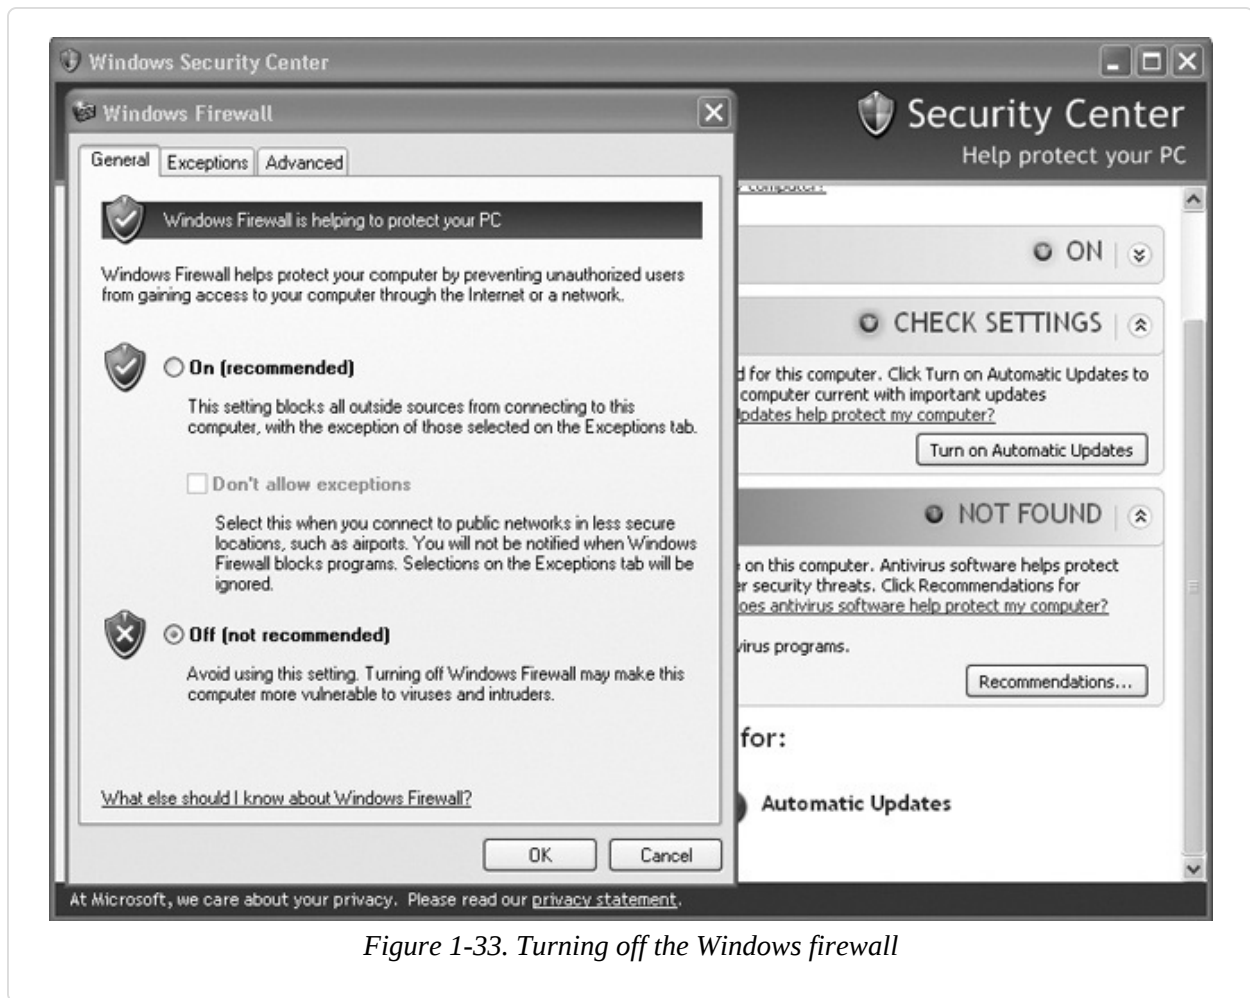 Windows Security Center
Windows Firewall
Security Center
Help protect your PC
General Exceptions Advanced
Windows Firewall is helping to protect your PC
Windows Firewall helps protect your computer by preventing unauthorized users
from gaining access to your computer through the Internet or a network.
On (recommended)
This setting blocks all outside sources from connecting to this
computer, with the exception of those selected on the Exceptions tab.
Don't allow exceptions
Select this when you connect to public networks in less secure
locations, such as airports. You will not be notified when Windows
Firewall blocks programs. Selections on the Exceptions tab will be
ignored.
Off (not recommended)
Avoid using this setting. Turning off Windows Firewall may make this
computer more vulnerable to viruses and intruders.
What else should I know about Windows Firewall?
OK Cancel
computer?
ON
CHECK SETTINGS
for this computer. Click Turn on Automatic Updates to
computer current with important updates
Updates help protect my computer?
Turn on Automatic Updates
NOT FOUND
on this computer. Antivirus software helps protect
security threats. Click Recommendations for
does antivirus software help protect my computer?
virus programs.
Recommendations...
for:
Automatic Updates
At Microsoft, we care about your privacy. Please read our privacy statement.
Figure 1-33. Turning off the Windows firewall